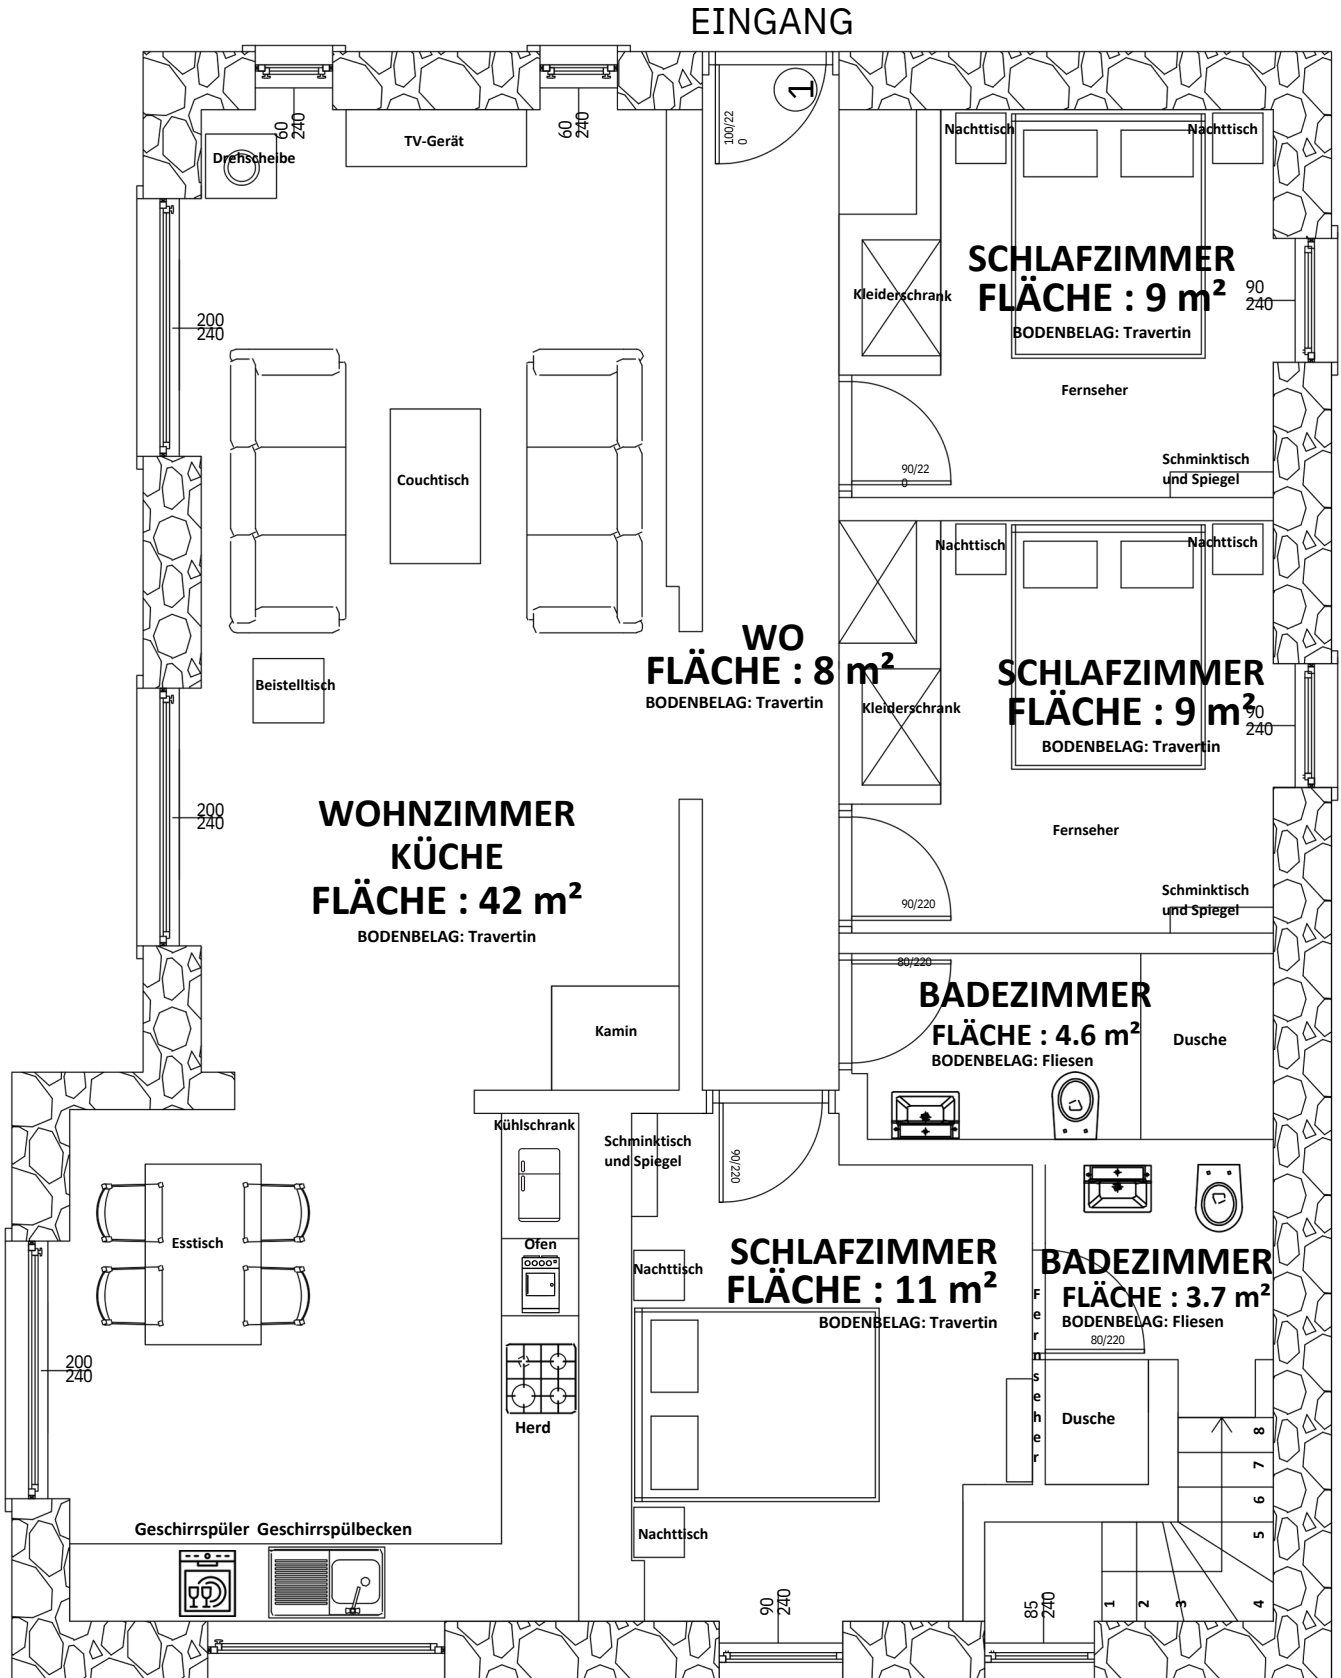 EINGANG
1
100/22
0
60
240
60
240
Drehscheibe
TV-Gerät
Nachttisch
Nachttisch
SCHLAFZIMMER
FLÄCHE : 9 m²
BODENBELAG: Travertin
Kleiderschrank
90
240
Fernseher
90/22
0
Schminktisch
und Spiegel
200
240
Couchtisch
Beistelltisch
WO
FLÄCHE : 8 m²
BODENBELAG: Travertin
Nachttisch
Nachttisch
SCHLAFZIMMER
FLÄCHE : 9 m²
BODENBELAG: Travertin
Kleiderschrank
90
240
Fernseher
90/220
Schminktisch
und Spiegel
200
240
WOHNZIMMER
KÜCHE
FLÄCHE : 42 m²
BODENBELAG: Travertin
Kamin
80/220
BADEZIMMER
FLÄCHE : 4.6 m²
BODENBELAG: Fliesen
Dusche
Kühlschrank
Schminktisch
und Spiegel
90/220
Esstisch
Ofen
Nachttisch
SCHLAFZIMMER
FLÄCHE : 11 m²
BODENBELAG: Travertin
BADEZIMMER
FLÄCHE : 3.7 m²
BODENBELAG: Fliesen
80/220
Fernseher
200
240
Herd
Dusche
Geschirrspüler Geschirrspülbecken
Nachttisch
90
240
85
240
1
2
3
4
5
6
7
8